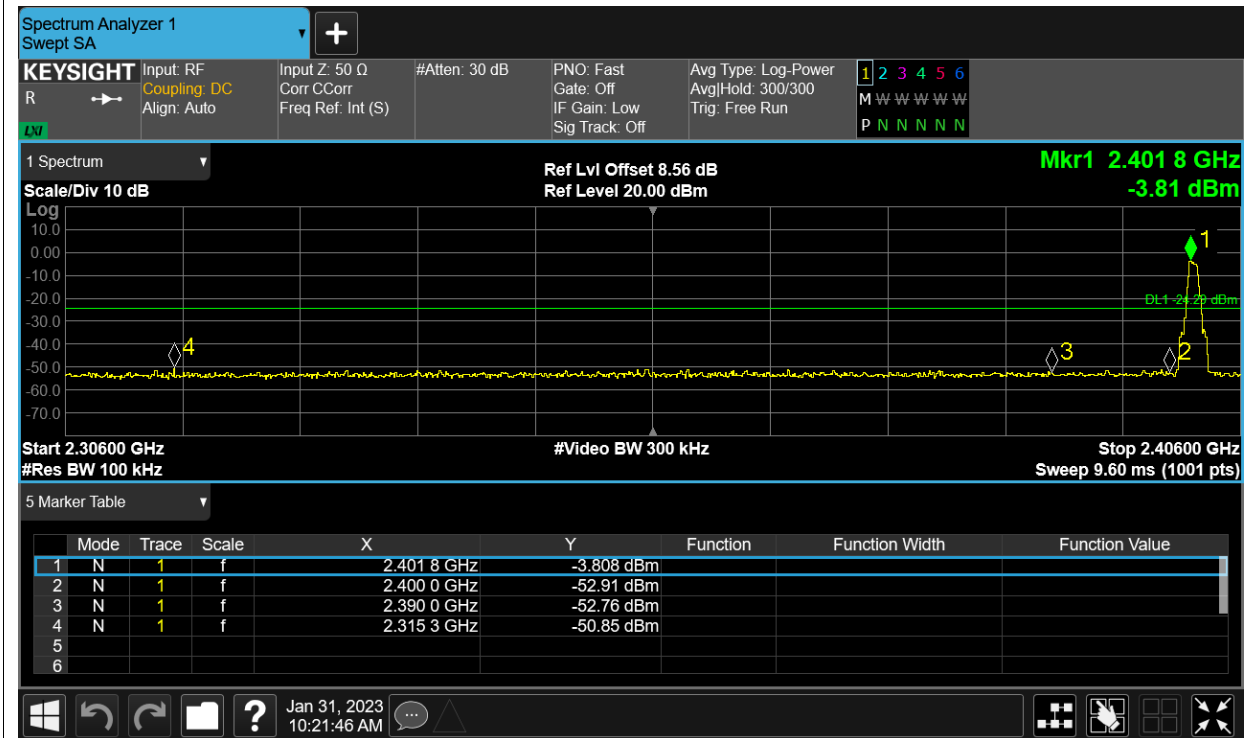 Spectrum Analyzer 1
Swept SA
KEYSIGHT
R
LXI
Input: RF
Coupling: DC
Align: Auto
Input Z: 50 Ω
Corr CCorr
Freq Ref: Int (S)
#Atten: 30 dB
PNO: Fast
Gate: Off
IF Gain: Low
Sig Track: Off
Avg Type: Log-Power
Avg|Hold: 300/300
Trig: Free Run
1 2 3 4 5 6
M W W W W W
P N N N N N
1 Spectrum
Scale/Div 10 dB
Ref Lvl Offset 8.56 dB
Ref Level 20.00 dBm
Mkr1 2.401 8 GHz
-3.81 dBm
Log
10.0
0.00
-10.0
-20.0
-30.0
-40.0
-50.0
-60.0
-70.0
1
DL1 -24.29 dBm
4
3
2
Start 2.30600 GHz
#Res BW 100 kHz
#Video BW 300 kHz
Stop 2.40600 GHz
Sweep 9.60 ms (1001 pts)
5 Marker Table
Mode Trace Scale X Y Function Function Width Function Value
1 N 1 f 2.401 8 GHz -3.808 dBm
2 N 1 f 2.400 0 GHz -52.91 dBm
3 N 1 f 2.390 0 GHz -52.76 dBm
4 N 1 f 2.315 3 GHz -50.85 dBm
5
6
?
Jan 31, 2023
10:21:46 AM